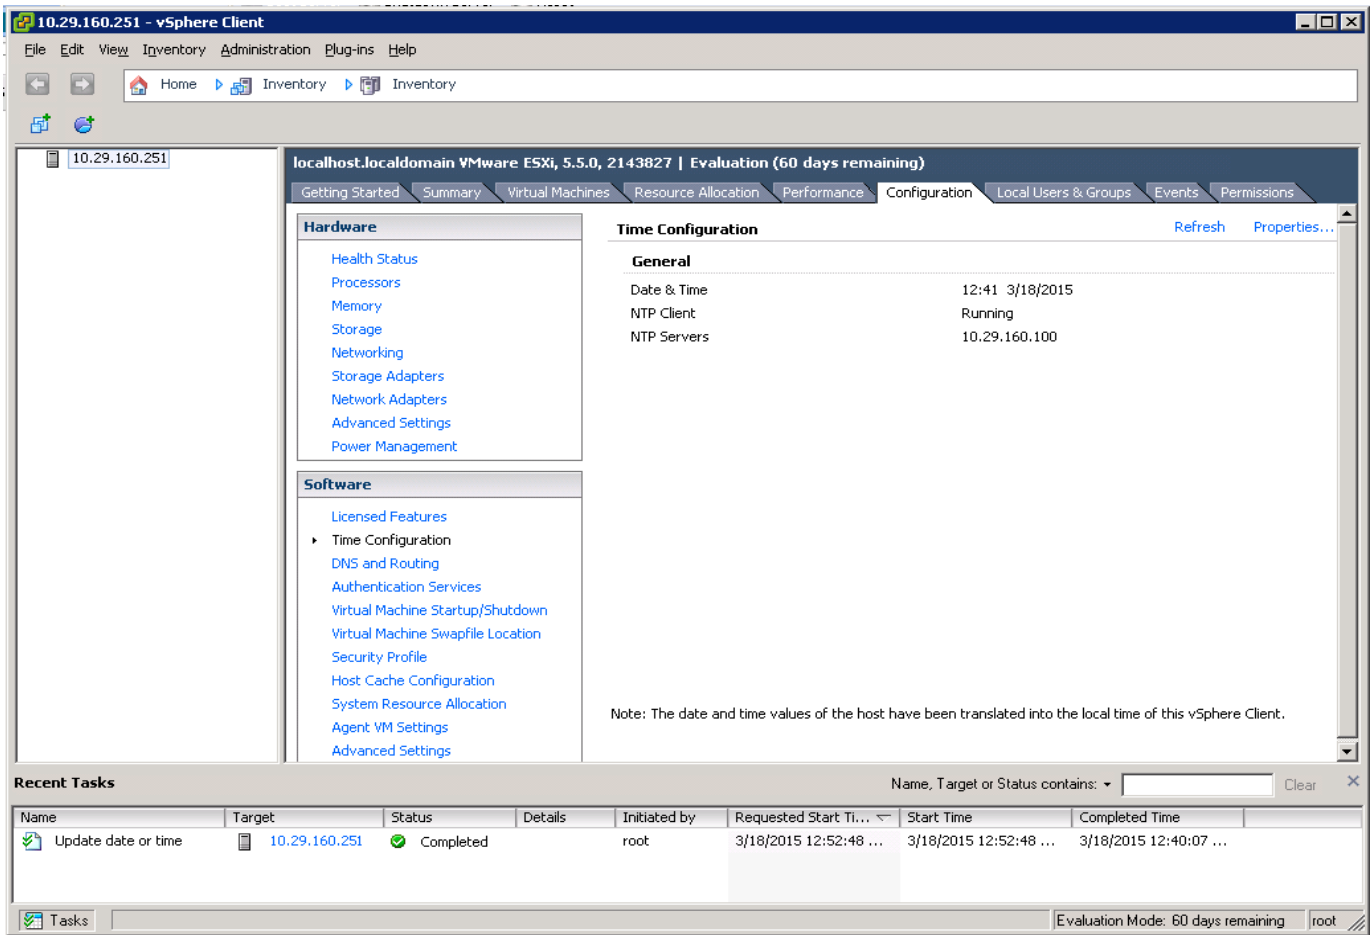 10.29.160.251 - vSphere Client
File Edit View Inventory Administration Plug-ins Help
Home Inventory Inventory
10.29.160.251
localhost.localdomain VMware ESXi, 5.5.0, 2143827 | Evaluation (60 days remaining)
Getting Started Summary Virtual Machines Resource Allocation Performance Configuration Local Users & Groups Events Permissions
Hardware
Health Status
Processors
Memory
Storage
Networking
Storage Adapters
Network Adapters
Advanced Settings
Power Management
Software
Licensed Features
Time Configuration
DNS and Routing
Authentication Services
Virtual Machine Startup/Shutdown
Virtual Machine Swapfile Location
Security Profile
Host Cache Configuration
System Resource Allocation
Agent VM Settings
Advanced Settings
Time Configuration Refresh Properties...
General
Date & Time 12:41 3/18/2015
NTP Client Running
NTP Servers 10.29.160.100
Note: The date and time values of the host have been translated into the local time of this vSphere Client.
Recent Tasks Name, Target or Status contains: Clear
Name Target Status Details Initiated by Requested Start Ti... Start Time Completed Time
Update date or time 10.29.160.251 Completed root 3/18/2015 12:52:48 ... 3/18/2015 12:52:48 ... 3/18/2015 12:40:07 ...
Tasks Evaluation Mode: 60 days remaining root